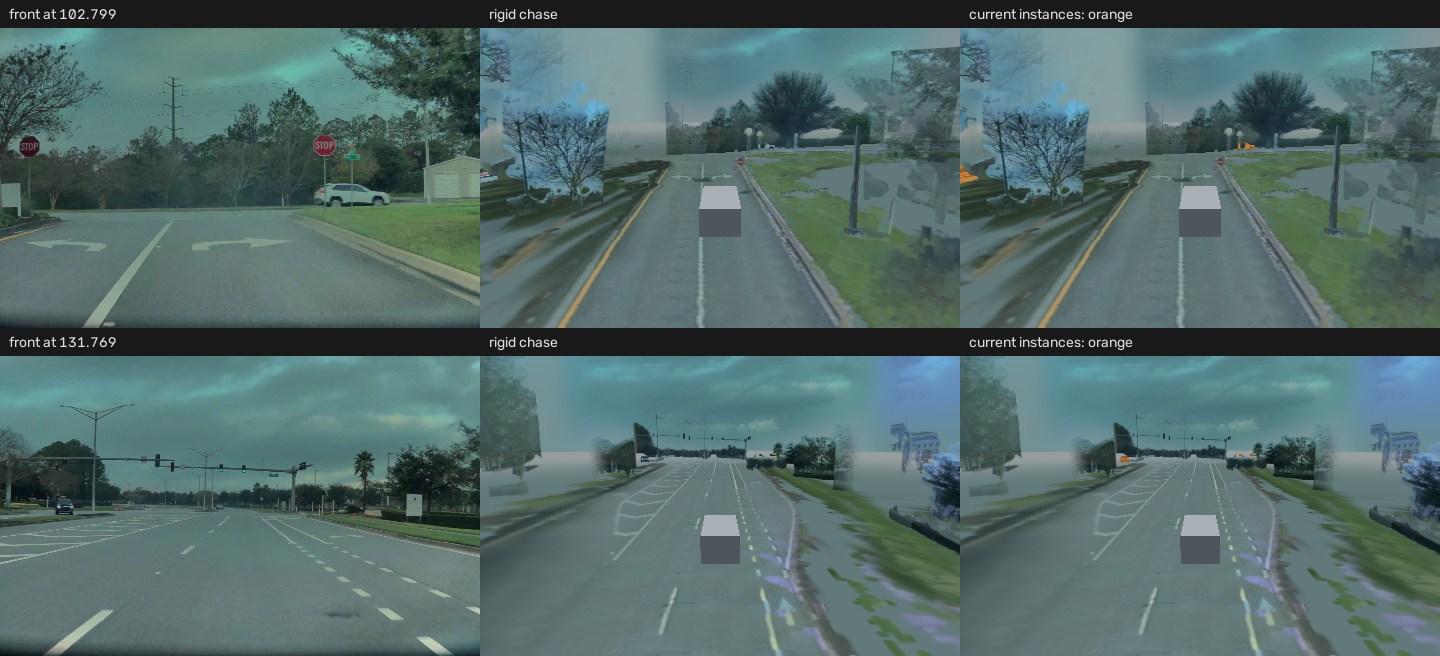 front at 102.799
rigid chase
current instances: orange
STOP
STOP
front at 131.769
rigid chase
current instances: orange